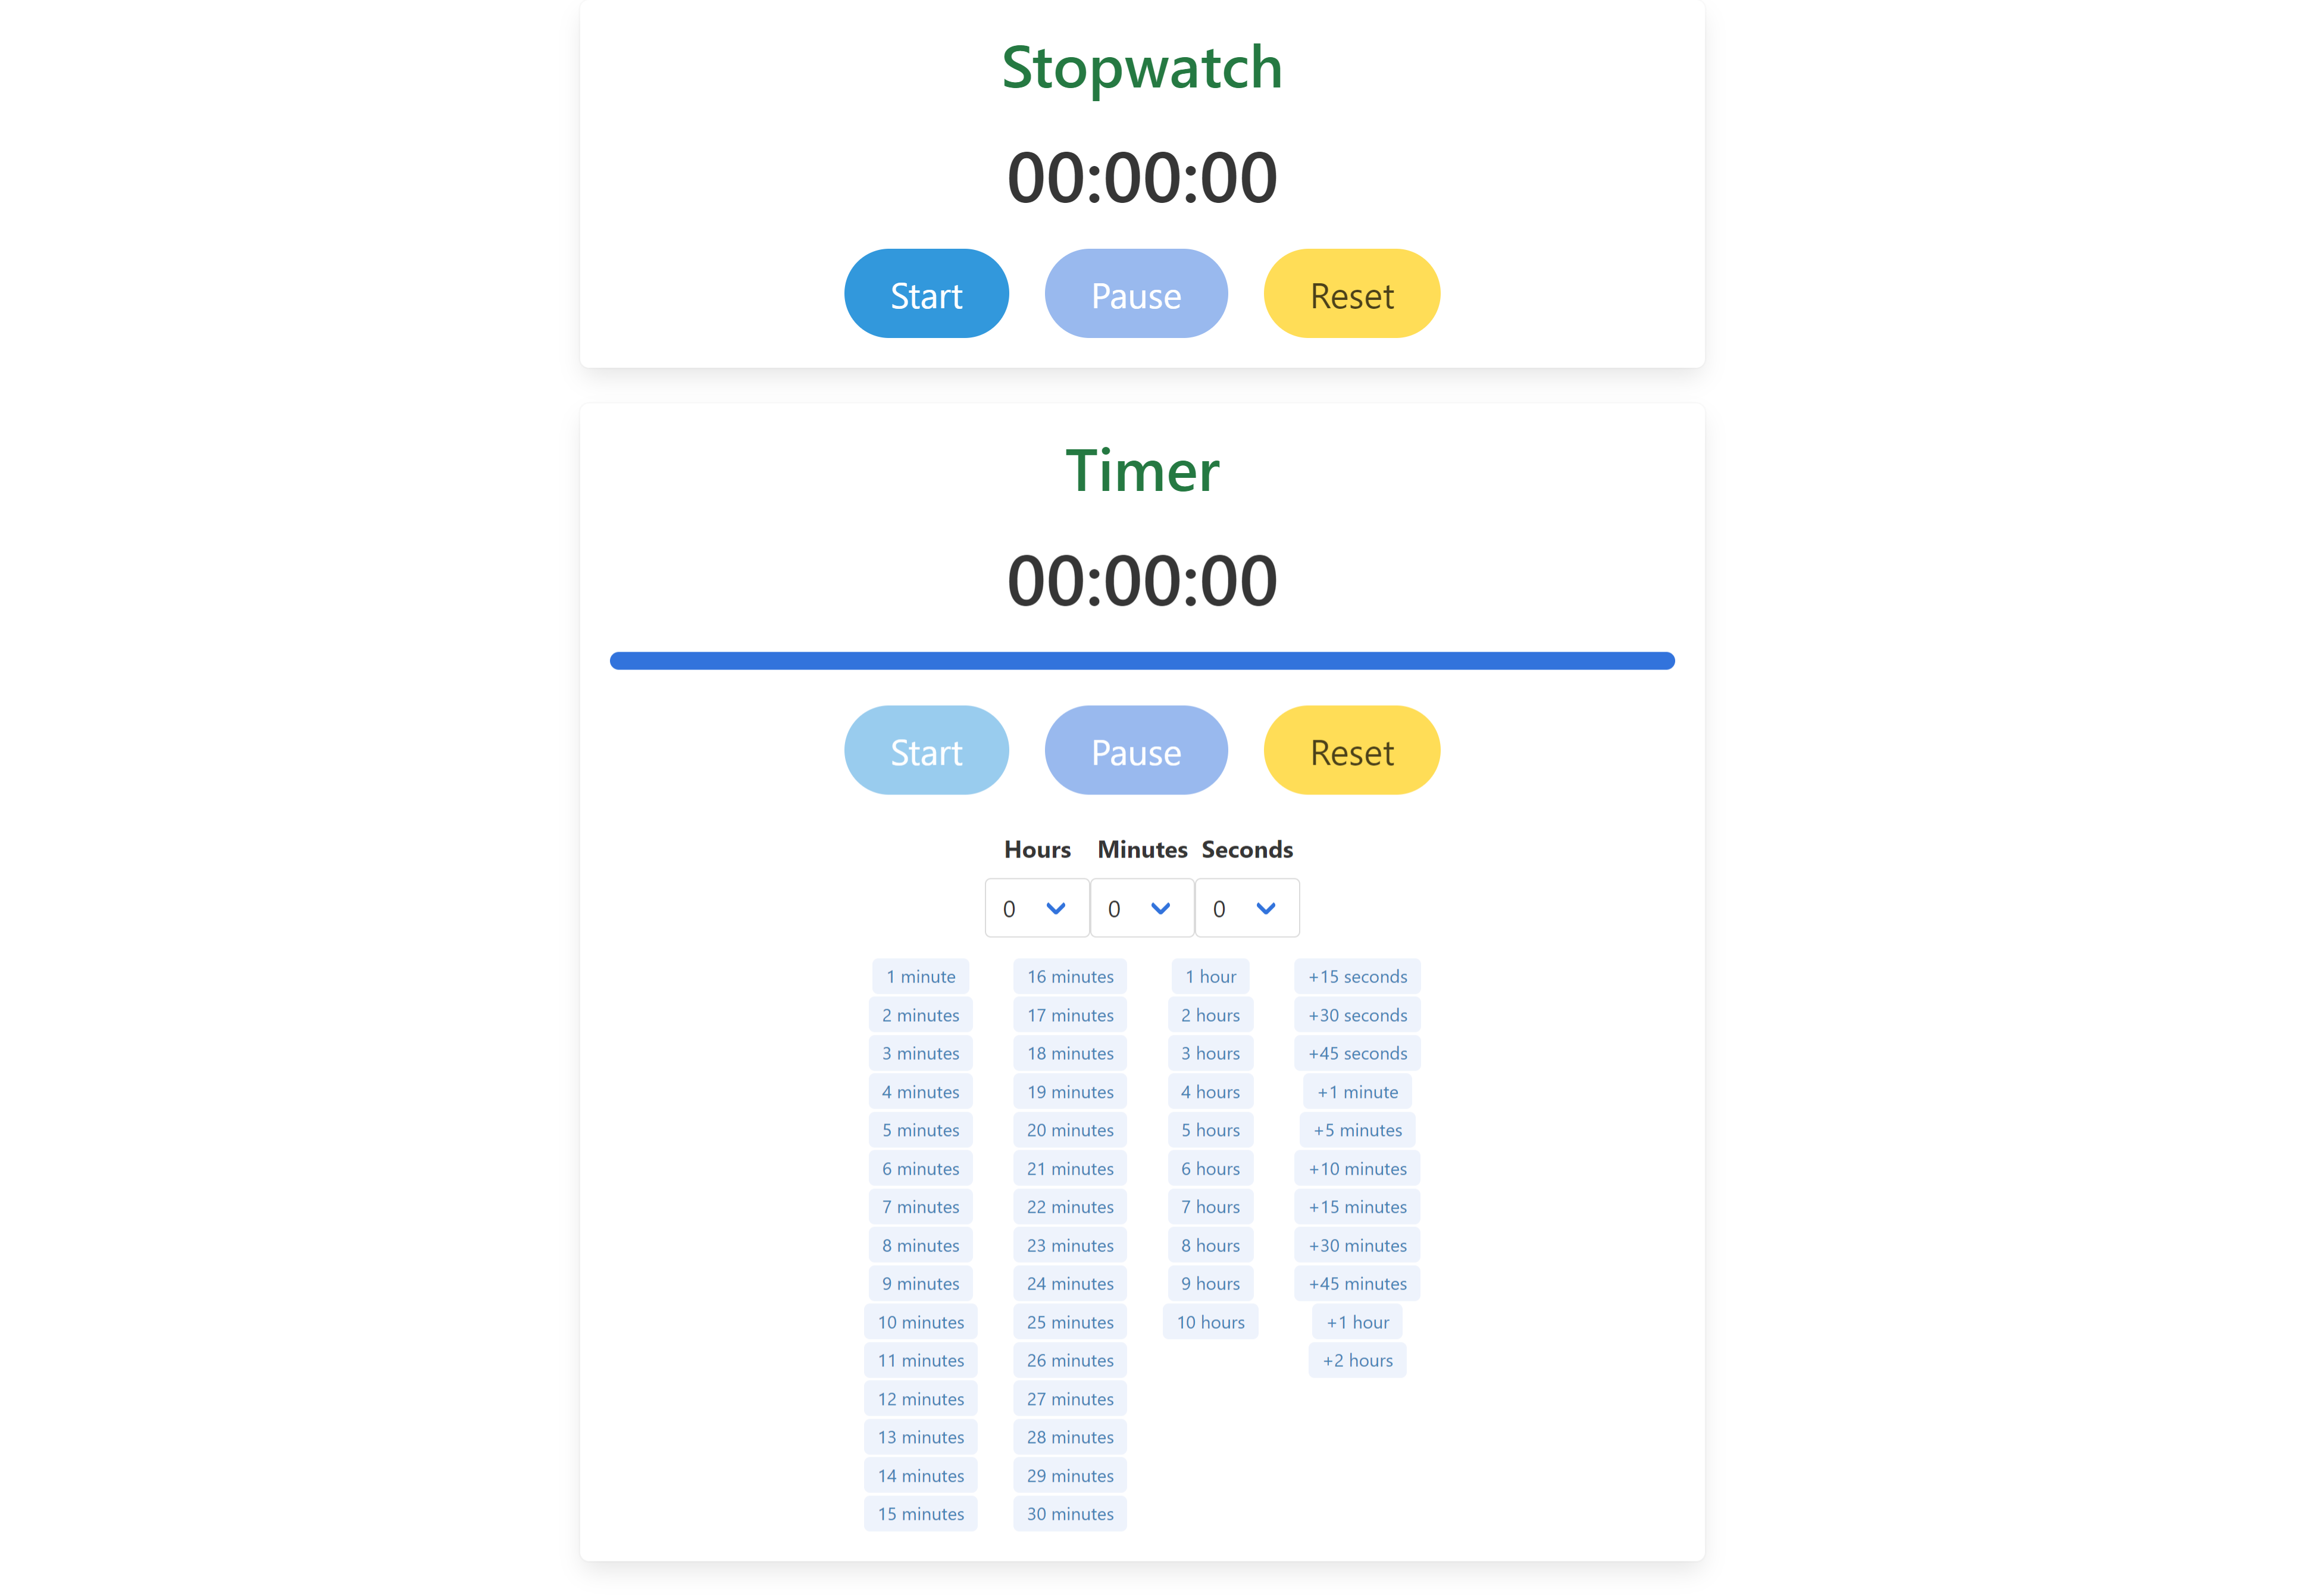 Stopwatch
00:00:00
Start Pause Reset
Timer
00:00:00
Start Pause Reset
Hours Minutes Seconds
0 0 0
1 minute 16 minutes 1 hour +15 seconds
2 minutes 17 minutes 2 hours +30 seconds
3 minutes 18 minutes 3 hours +45 seconds
4 minutes 19 minutes 4 hours +1 minute
5 minutes 20 minutes 5 hours +5 minutes
6 minutes 21 minutes 6 hours +10 minutes
7 minutes 22 minutes 7 hours +15 minutes
8 minutes 23 minutes 8 hours +30 minutes
9 minutes 24 minutes 9 hours +45 minutes
10 minutes 25 minutes 10 hours +1 hour
11 minutes 26 minutes +2 hours
12 minutes 27 minutes
13 minutes 28 minutes
14 minutes 29 minutes
15 minutes 30 minutes